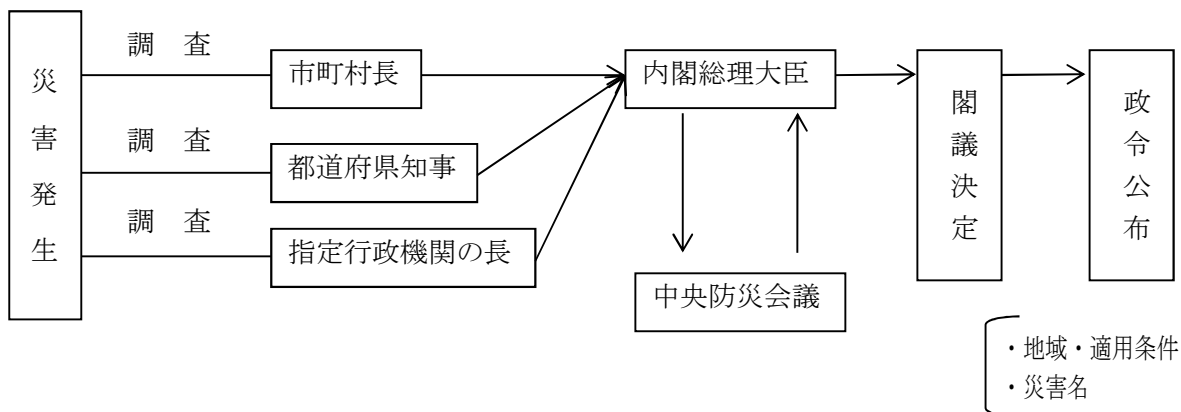 災害発生
調　査
市町村長
調　査
都道府県知事
調　査
指定行政機関の長
内閣総理大臣
中央防災会議
閣議決定
政令公布
・地域・適用条件
・災害名